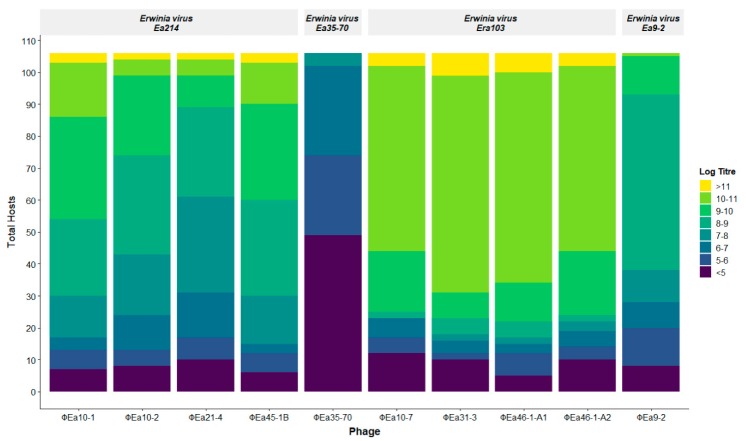 Erwinia virus
Ea214
Erwinia virus
Ea35-70
Erwinia virus
Era103
Erwinia virus
Ea9-2
110
100
90
80
70
60
50
40
30
20
10
0
Total Hosts
ΦEa10-1
ΦEa10-2
ΦEa21-4
ΦEa45-1B
ΦEa35-70
ΦEa10-7
ΦEa31-3
ΦEa46-1-A1
ΦEa46-1-A2
ΦEa9-2
Phage
Log Titre
>11
10-11
9-10
8-9
7-8
6-7
5-6
<5